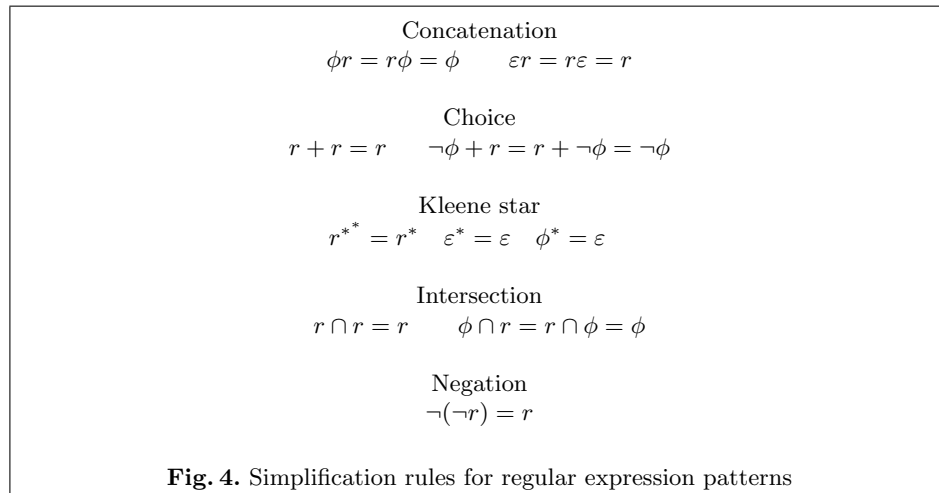 Concatenation
ϕr = rϕ = ϕ εr = rε = r
Choice
r + r = r ¬ϕ + r = r + ¬ϕ = ¬ϕ
Kleene star
r*^* = r* ε* = ε ϕ* = ε
Intersection
r ∩ r = r ϕ ∩ r = r ∩ ϕ = ϕ
Negation
¬(¬r) = r
Fig. 4. Simplification rules for regular expression patterns